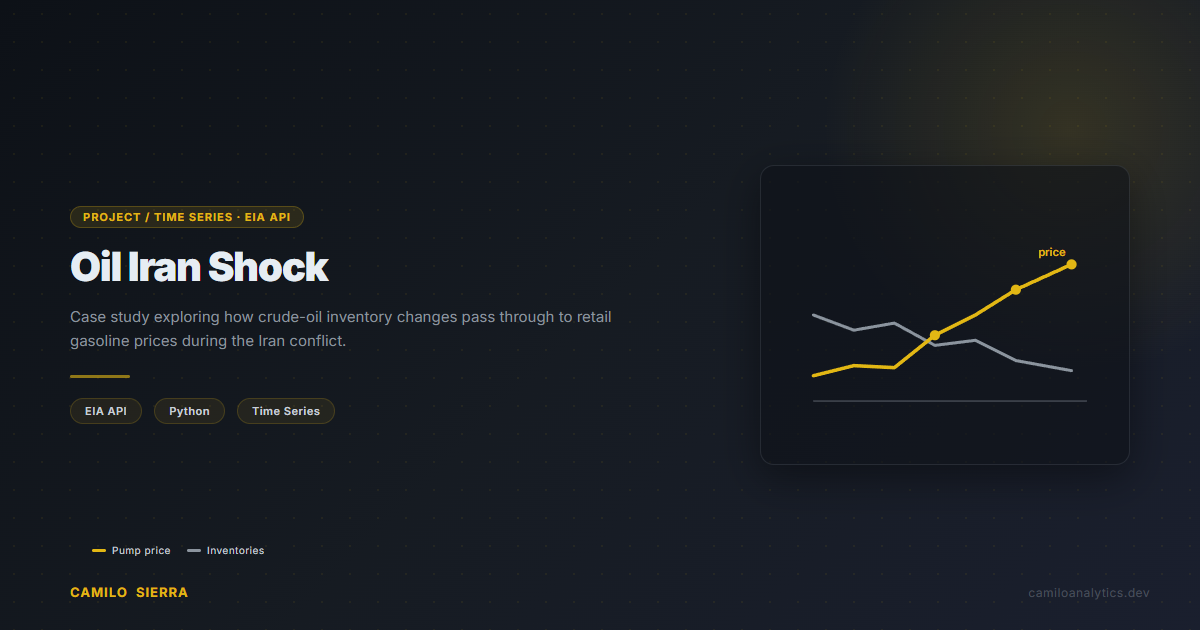 PROJECT / TIME SERIES · EIA API
Oil Iran Shock
Case study exploring how crude-oil inventory changes pass through to retail
gasoline prices during the Iran conflict.
EIA API
Python
Time Series
price
Pump price
Inventories
CAMILO SIERRA
camiloanalytics.dev